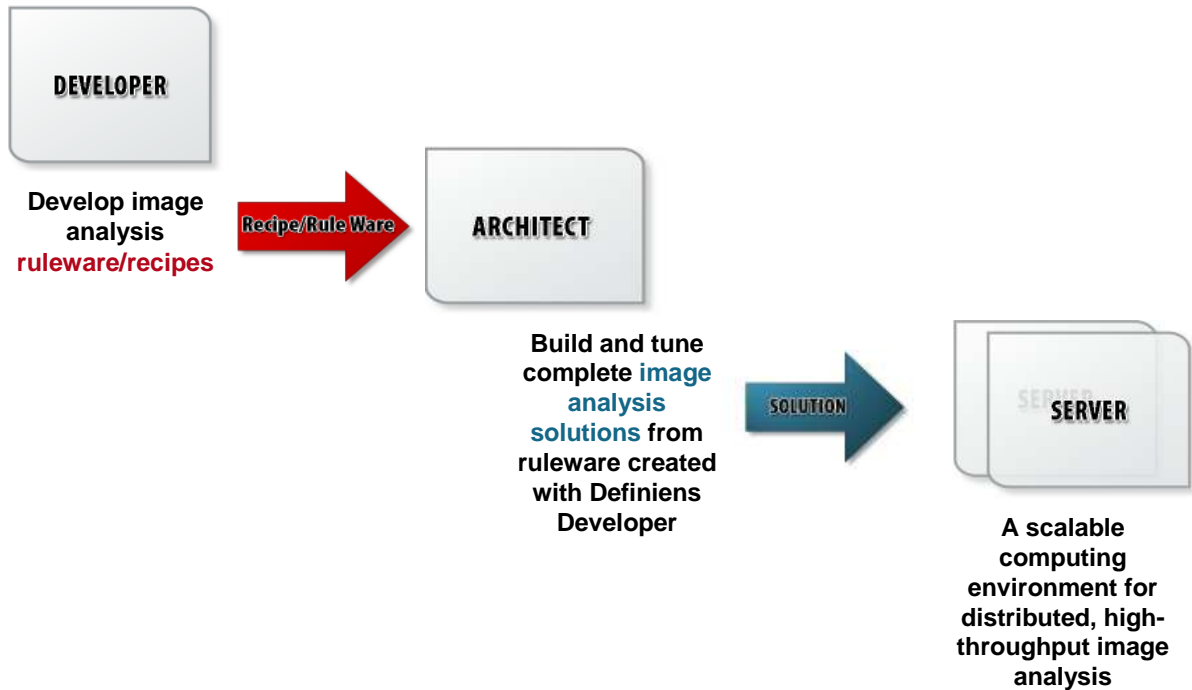 DEVELOPER
Develop image
analysis
ruleware/recipes
Recipe/Rule Ware
ARCHITECT
Build and tune
complete image
analysis
solutions from
ruleware created
with Definiens
Developer
SOLUTION
SERVER
SERVER
A scalable
computing
environment for
distributed, high-
throughput image
analysis